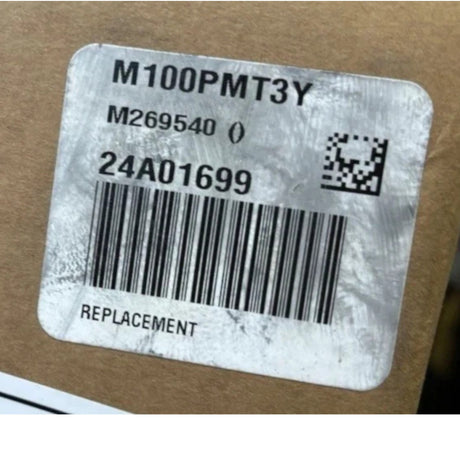 M100PMT3Y
M269540 ()
24A01699
REPLACEMENT